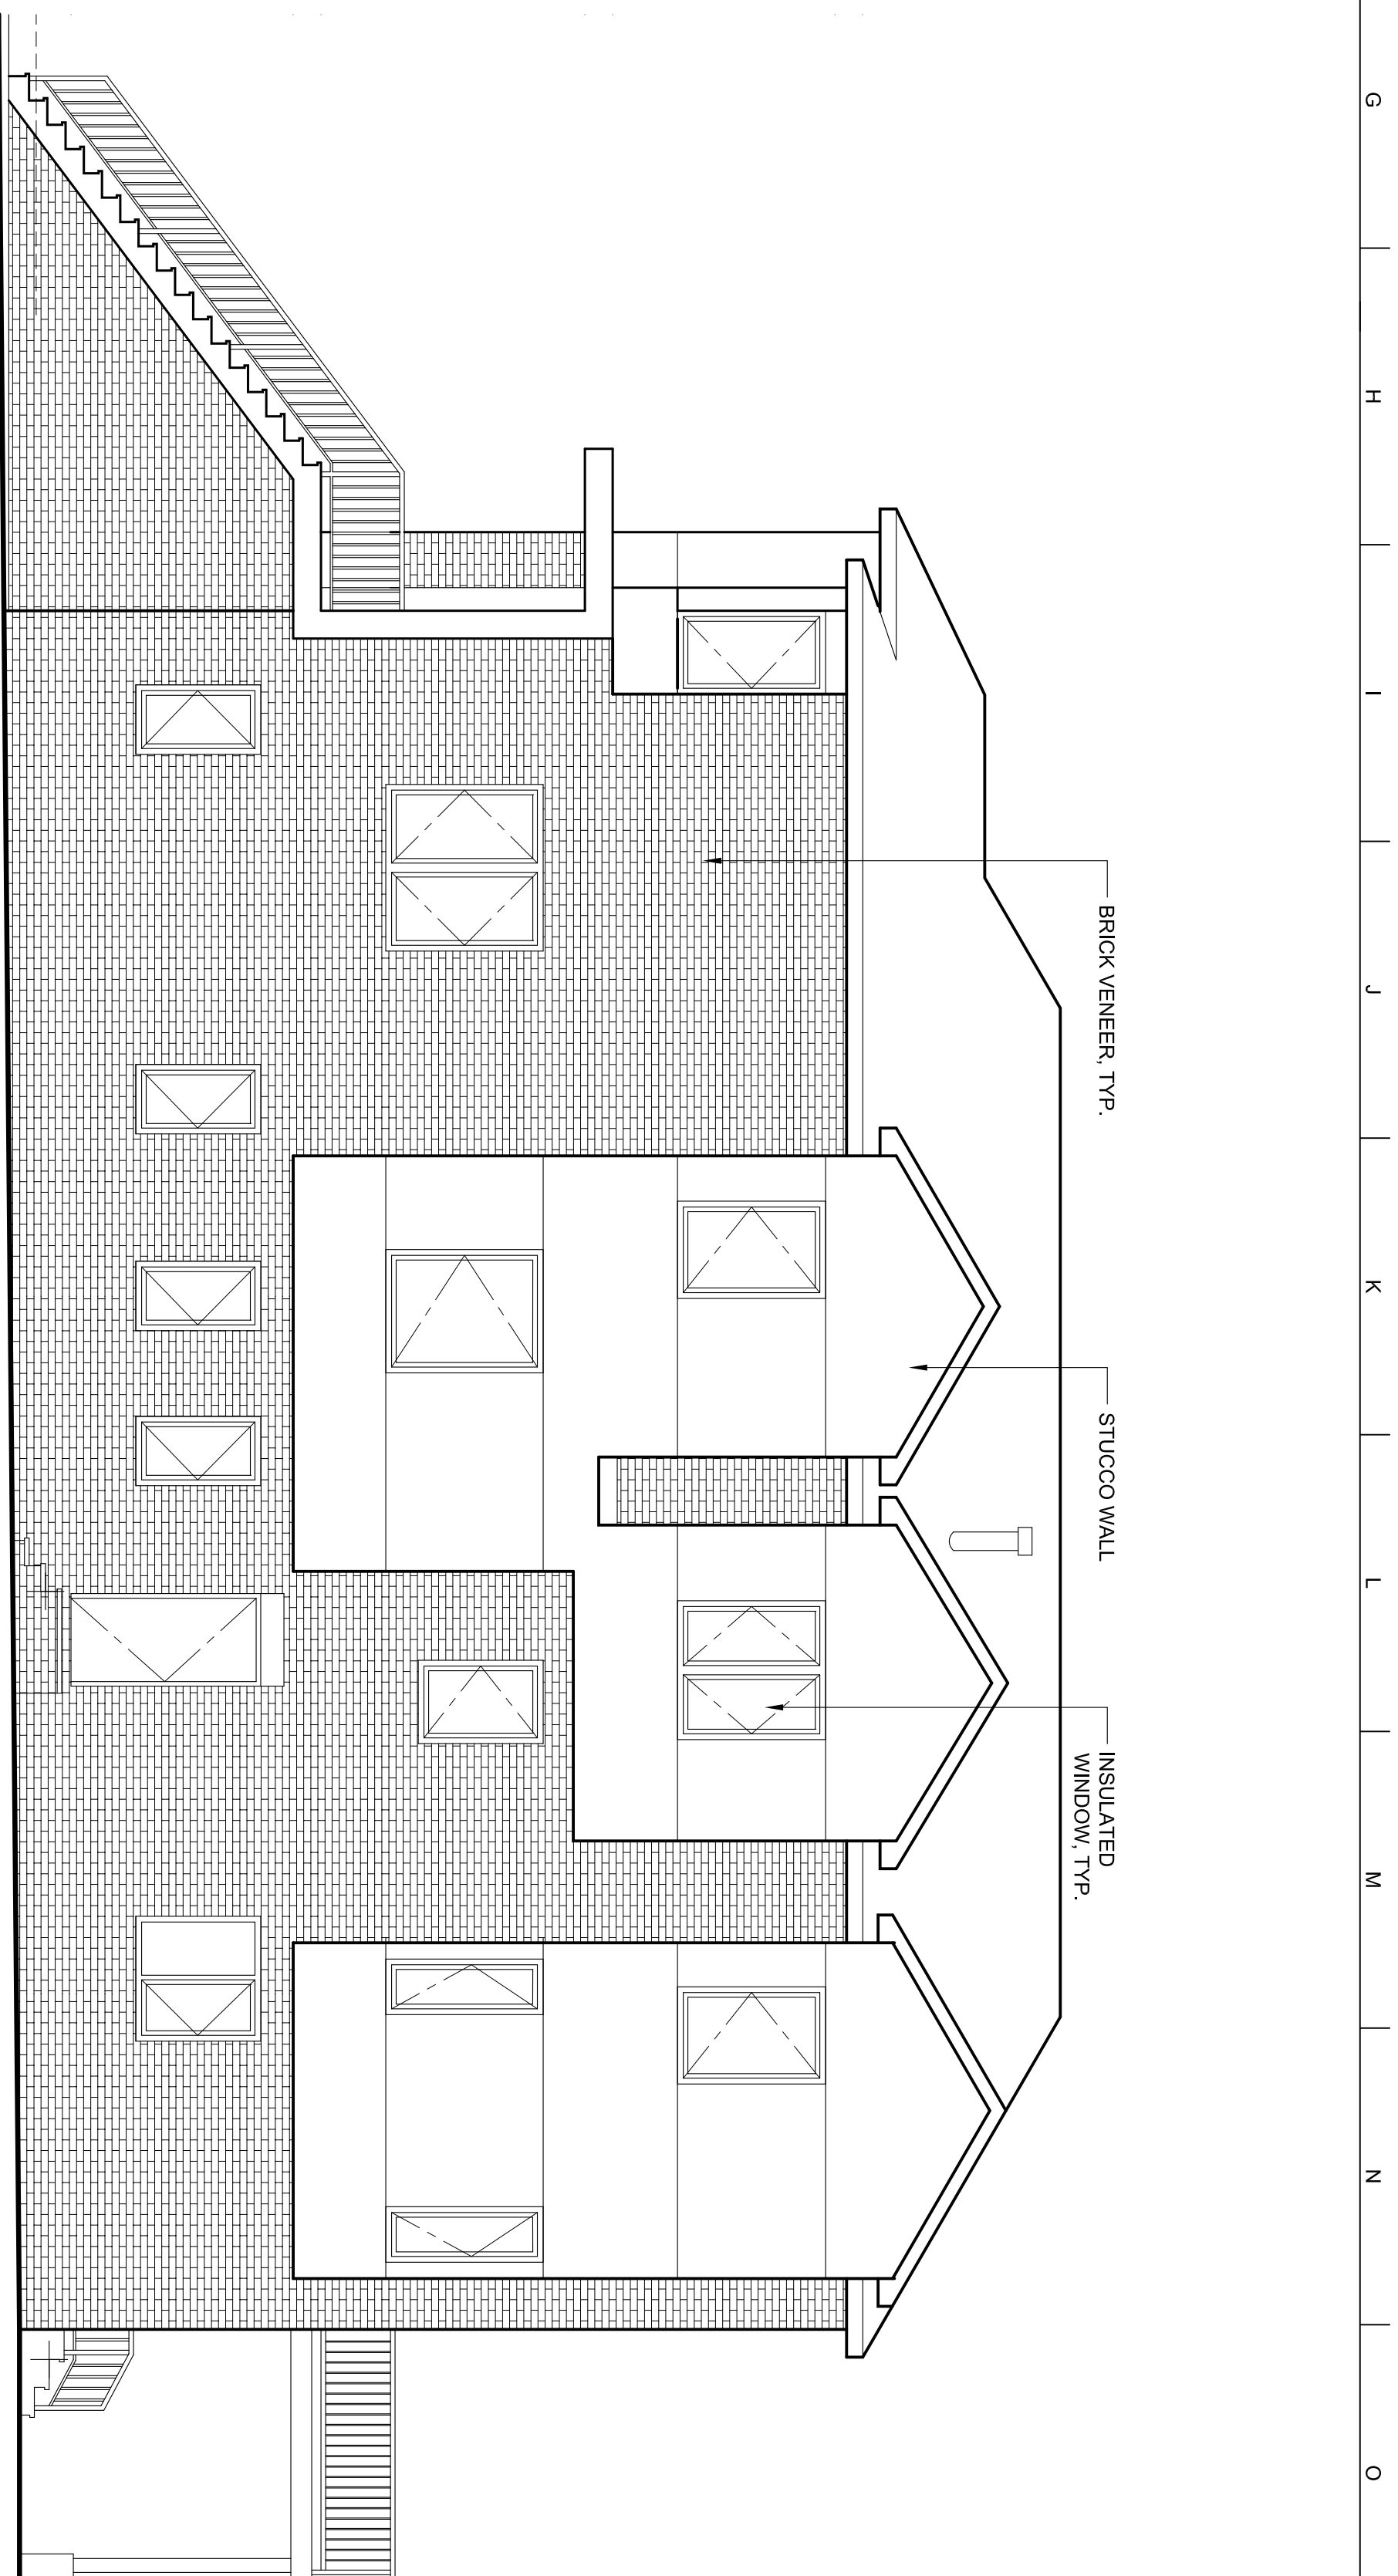 G
H
I
J
K
L
M
N
O
BRICK VENEER, TYP.
STUCCO WALL
INSULATED
WINDOW, TYP.